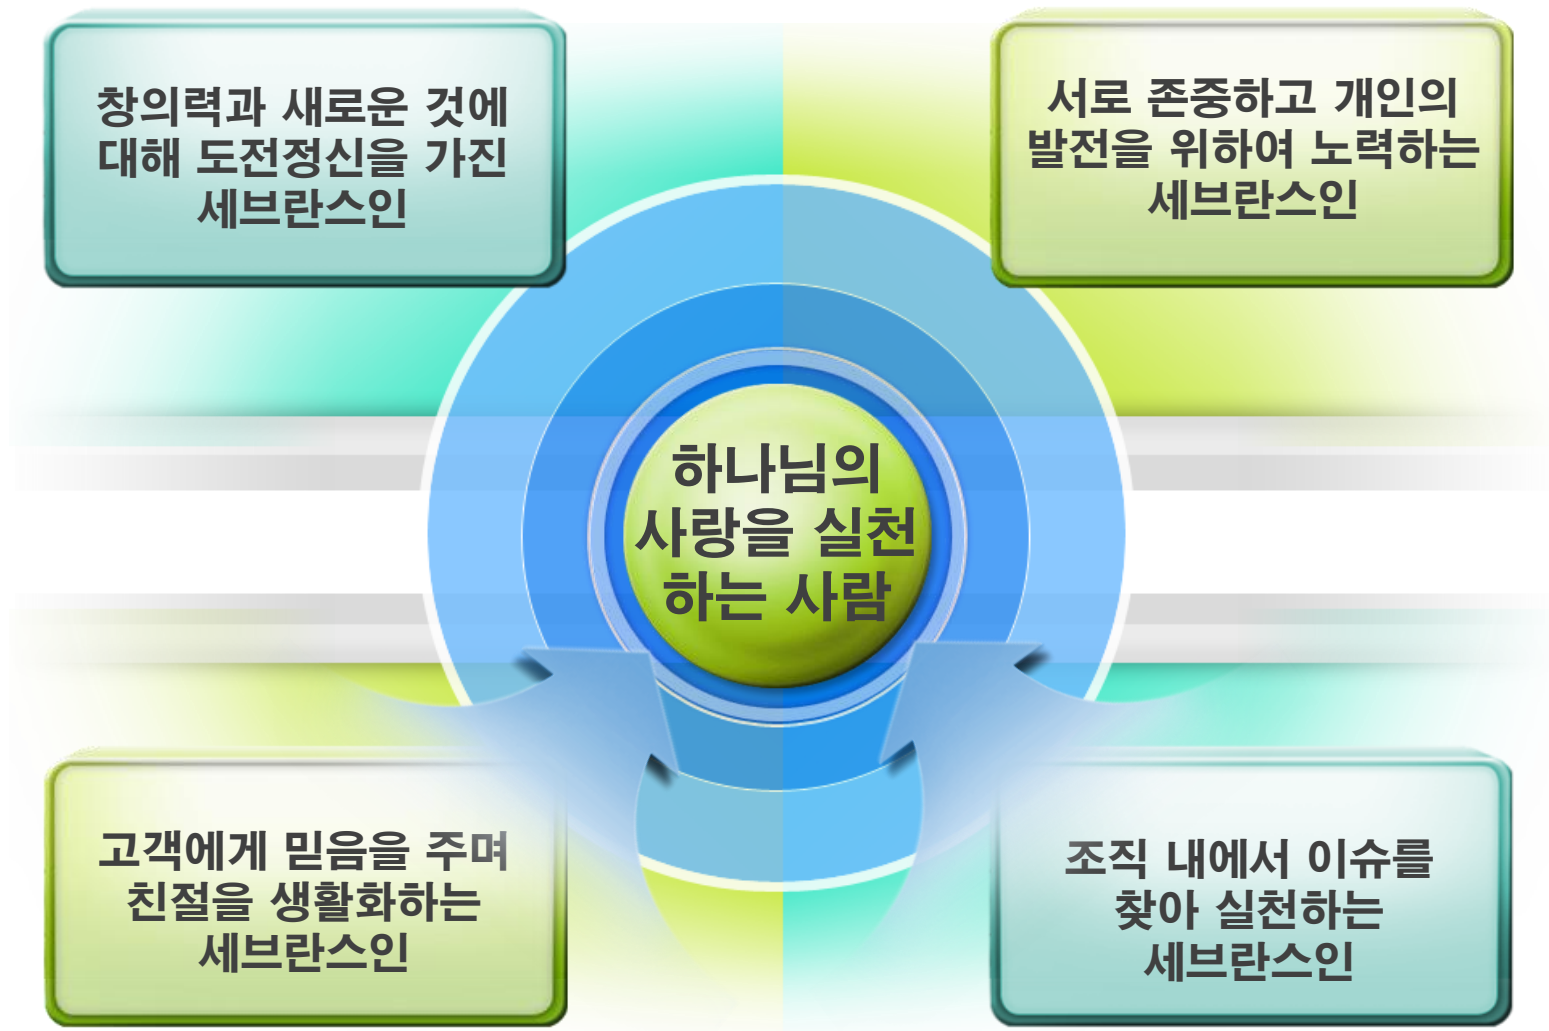 창의력과 새로운 것에
대해 도전정신을 가진
세브란스인
서로 존중하고 개인의
발전을 위하여 노력하는
세브란스인
하나님의
사랑을 실천
하는 사람
고객에게 믿음을 주며
친절을 생활화하는
세브란스인
조직 내에서 이슈를
찾아 실천하는
세브란스인